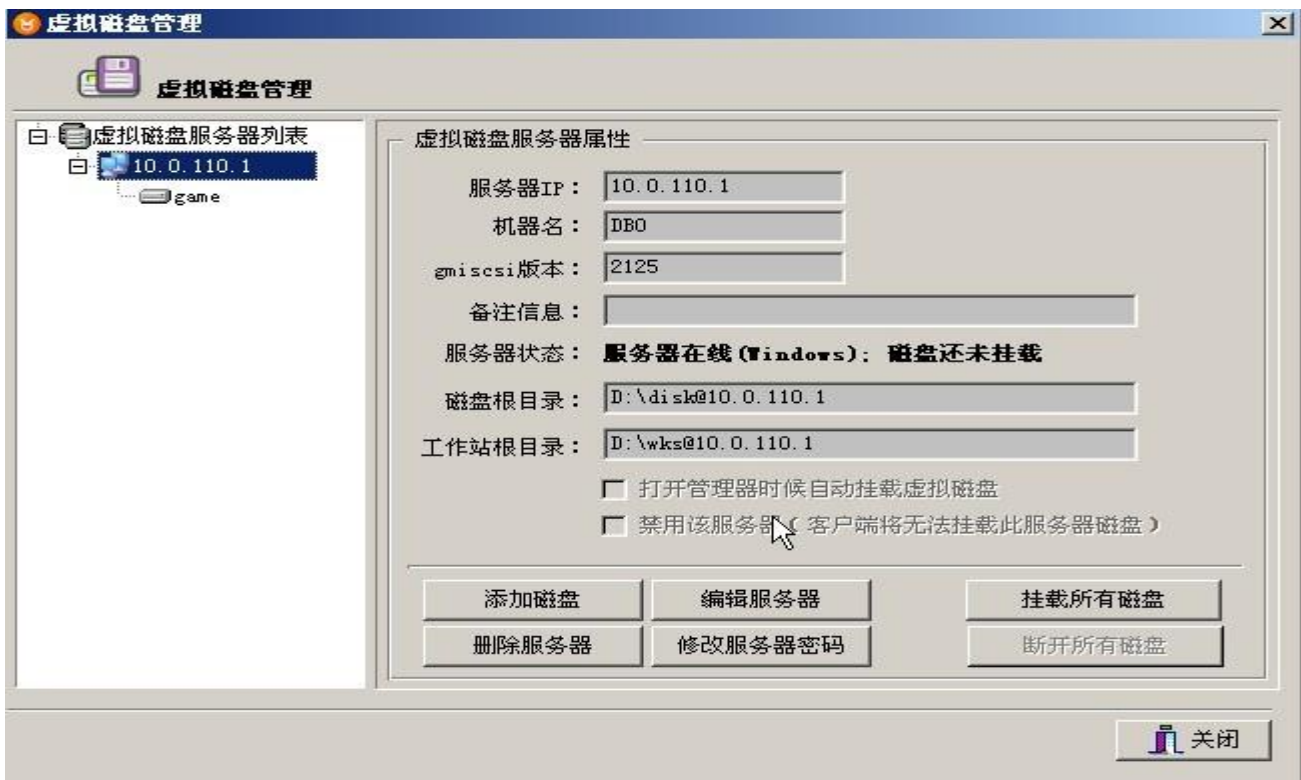 虚拟磁盘管理
虚拟磁盘管理
虚拟磁盘服务器列表
10.0.110.1
game
虚拟磁盘服务器属性
服务器IP： 10.0.110.1
机器名： DBO
gmiscsi版本： 2125
备注信息：
服务器状态： 服务器在线(Windows); 磁盘还未挂载
磁盘根目录： D:\disk@10.0.110.1
工作站根目录： D:\wks@10.0.110.1
打开管理器时候自动挂载虚拟磁盘
禁用该服务器(客户端将无法挂载此服务器磁盘)
添加磁盘 编辑服务器 挂载所有磁盘
删除服务器 修改服务器密码 断开所有磁盘
关闭